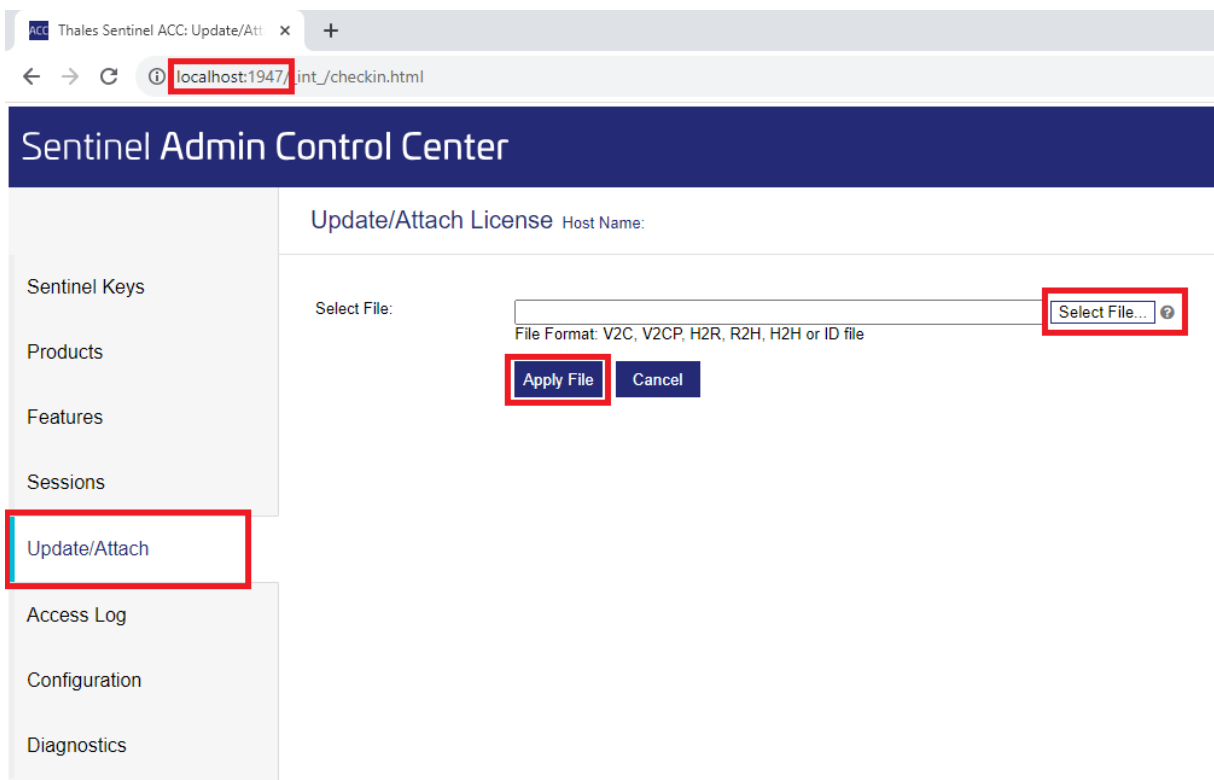 ACC Thales Sentinel ACC: Update/Att
localhost:1947/_int_/checkin.html
Sentinel Admin Control Center
Update/Attach License Host Name:
Sentinel Keys
Select File:
Select File...
File Format: V2C, V2CP, H2R, R2H, H2H or ID file
Products
Apply File Cancel
Features
Sessions
Update/Attach
Access Log
Configuration
Diagnostics